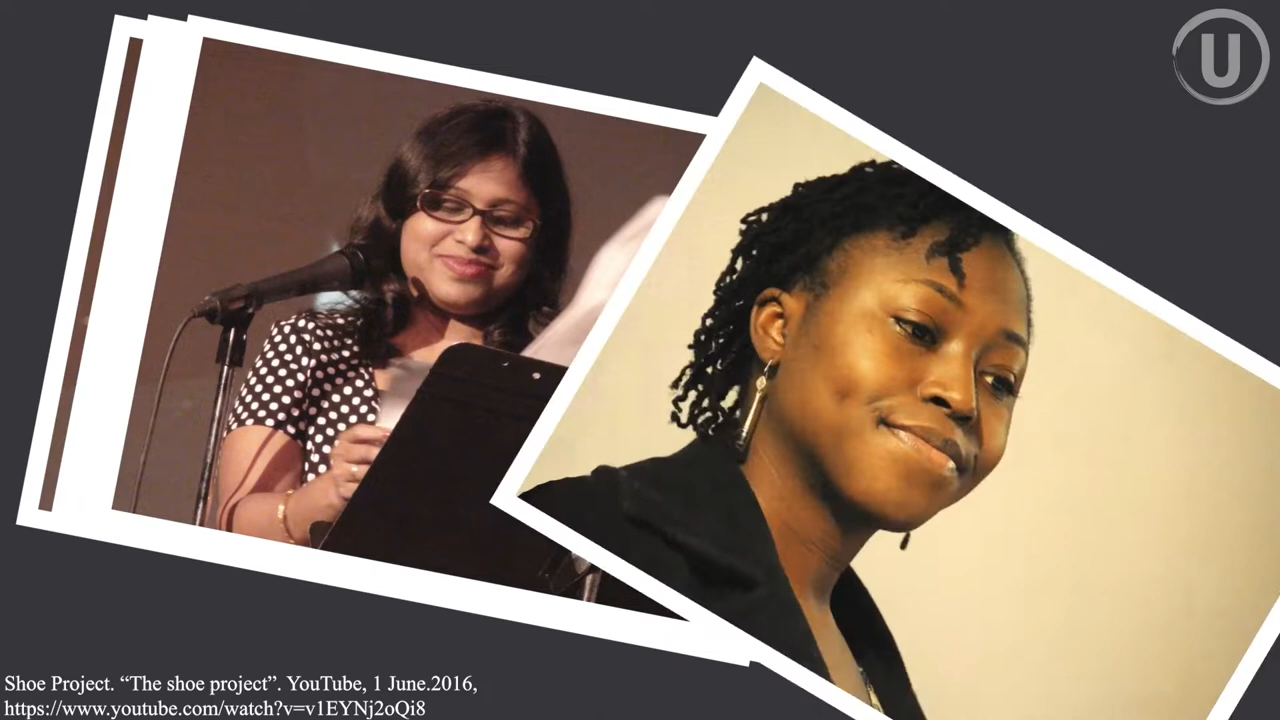 U
Shoe Project. “The shoe project”. YouTube, 1 June.2016,
https://www.youtube.com/watch?v=v1EYNj2oQi8